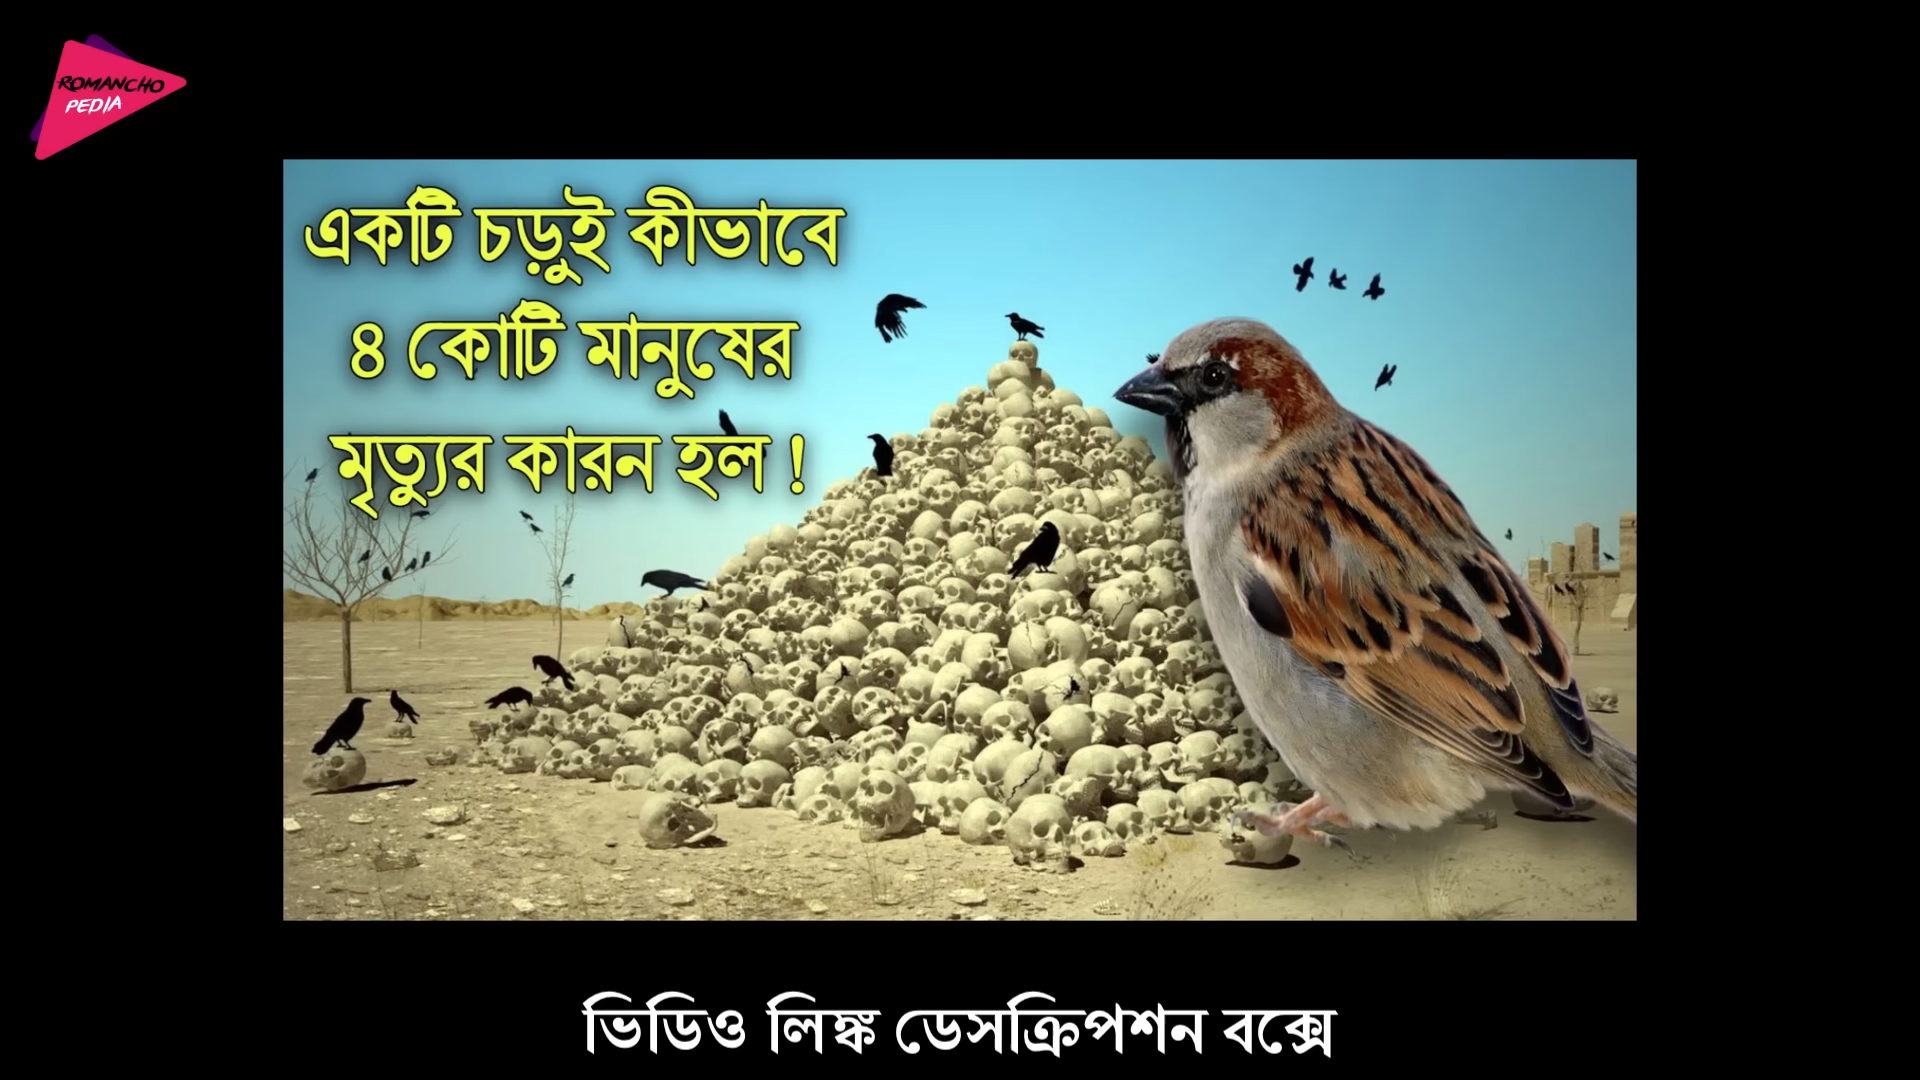 ROMANCHO
PEDIA
একটি চড়ুই কীভাবে
৪ কোটি মানুষের
মৃত্যুর কারন হল !
ভিডিও লিঙ্ক ডেসক্রিপশন বক্সে